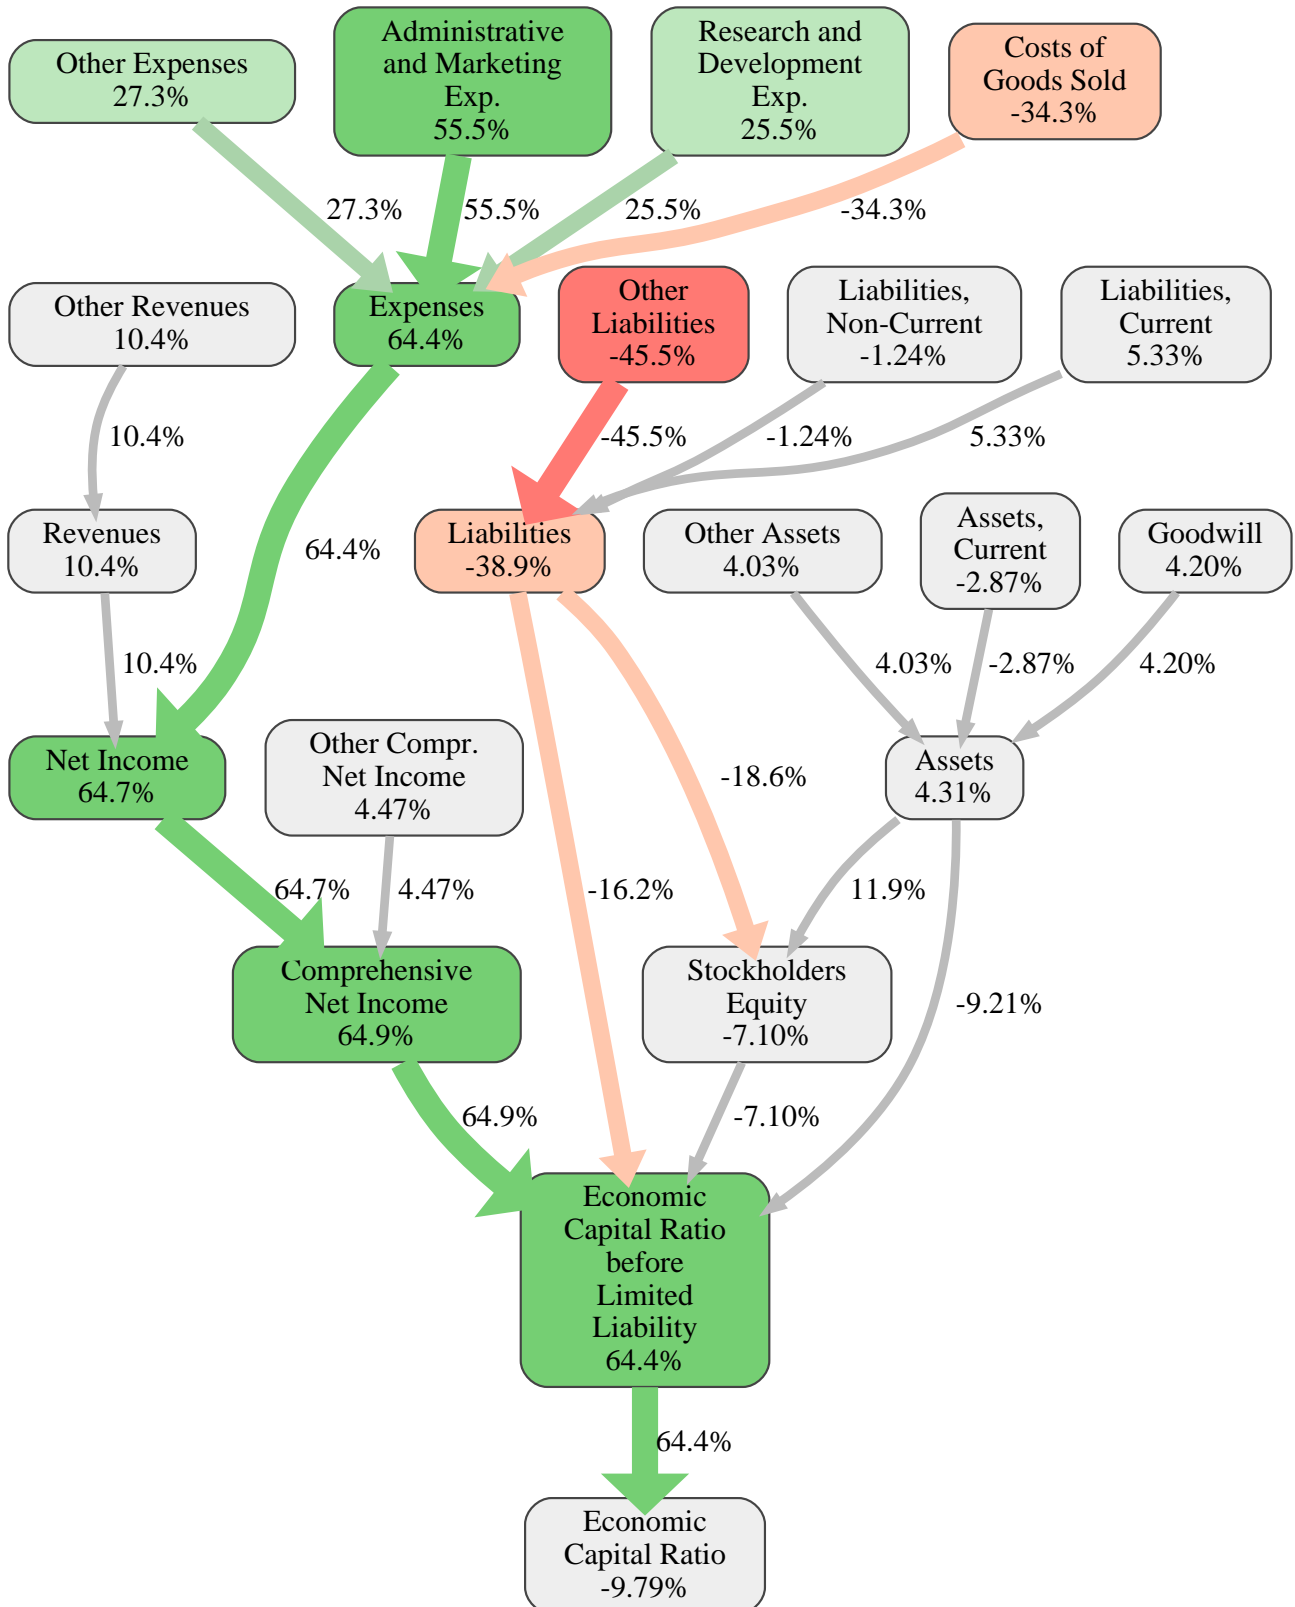 Other Expenses
27.3%
Administrative
and Marketing
Exp.
55.5%
Research and
Development
Exp.
25.5%
Costs of
Goods Sold
-34.3%
27.3%
55.5%
25.5%
-34.3%
Other Revenues
10.4%
Expenses
64.4%
Other
Liabilities
-45.5%
Liabilities,
Non-Current
-1.24%
Liabilities,
Current
5.33%
10.4%
-45.5%
-1.24%
5.33%
Revenues
10.4%
64.4%
Liabilities
-38.9%
Other Assets
4.03%
Assets,
Current
-2.87%
Goodwill
4.20%
10.4%
4.03%
-2.87%
4.20%
Net Income
64.7%
Other Compr.
Net Income
4.47%
-18.6%
Assets
4.31%
64.7%
4.47%
-16.2%
11.9%
Comprehensive
Net Income
64.9%
Stockholders
Equity
-7.10%
-9.21%
64.9%
-7.10%
Economic
Capital Ratio
before
Limited
Liability
64.4%
64.4%
Economic
Capital Ratio
-9.79%